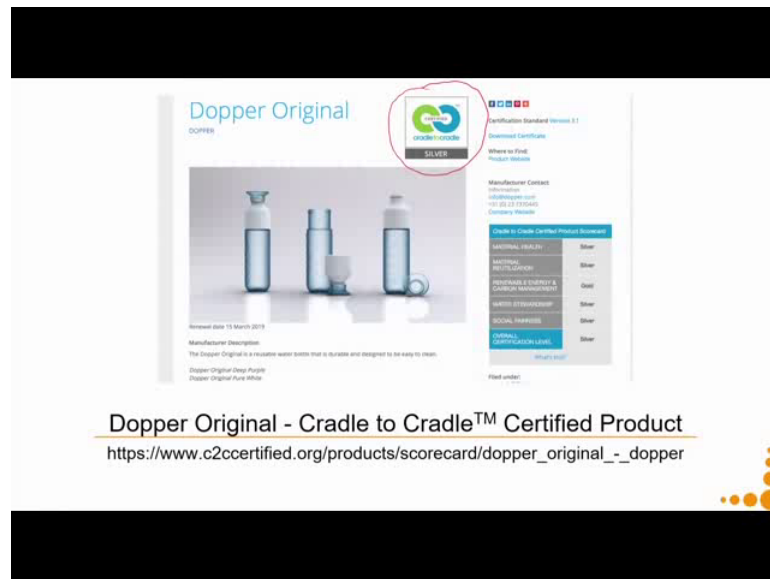 Dopper Original
DOPPER
CERTIFIED
cradletocradle
SILVER
Renewal date 15 March 2019
Manufacturer Description
The Dopper Original is a reusable water bottle that is durable and designed to be easy to clean.
Dopper Original Deep Purple
Dopper Original Pure White
Certification Standard Version 3.1
Download Certificate
Where to Find:
Product Website
Manufacturer Contact
Information
info@dopper.com
Company Website
Cradle to Cradle Certified Product Scorecard
MATERIAL HEALTH Silver
MATERIAL
REUTILIZATION Silver
RENEWABLE ENERGY &
CARBON MANAGEMENT Gold
WATER STEWARDSHIP Silver
SOCIAL FAIRNESS Silver
OVERALL
CERTIFICATION LEVEL Silver
What's this?
Filed under:
Dopper Original - Cradle to Cradle™ Certified Product
https://www.c2ccertified.org/products/scorecard/dopper_original_-_dopper